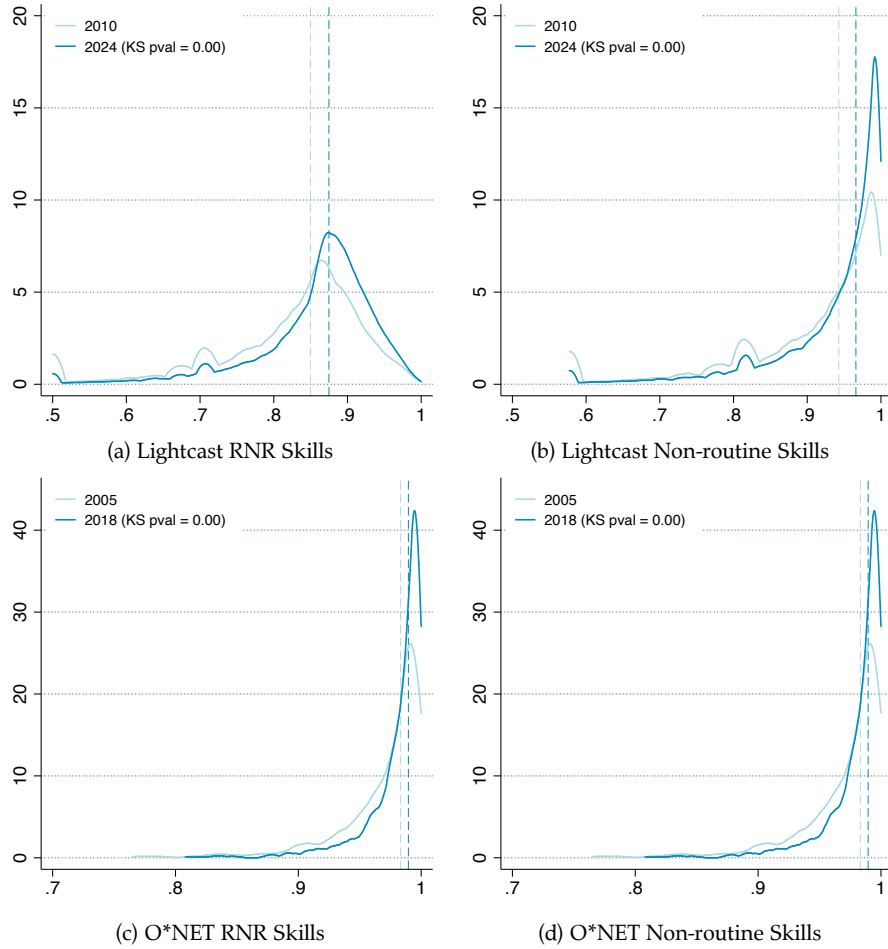 2010
2024 (KS pval = 0.00)
20
15
10
5
0
.5 .6 .7 .8 .9 1
(a) Lightcast RNR Skills
2010
2024 (KS pval = 0.00)
20
15
10
5
0
.5 .6 .7 .8 .9 1
(b) Lightcast Non-routine Skills
2005
2018 (KS pval = 0.00)
40
30
20
10
0
.7 .8 .9 1
(c) O*NET RNR Skills
2005
2018 (KS pval = 0.00)
40
30
20
10
0
.7 .8 .9 1
(d) O*NET Non-routine Skills